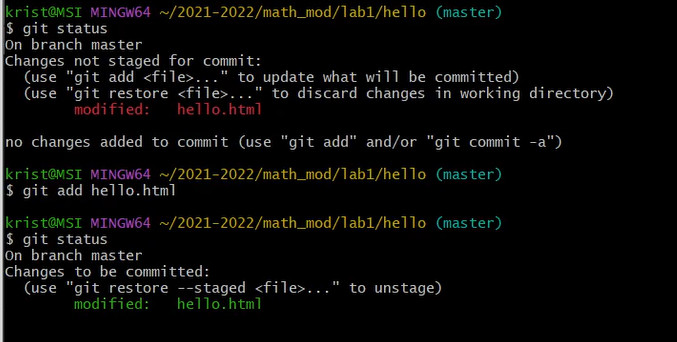 krist@MSI MINGW64 ~/2021-2022/math_mod/lab1/hello (master)
$ git status
On branch master
Changes not staged for commit:
  (use "git add <file>..." to update what will be committed)
  (use "git restore <file>..." to discard changes in working directory)
        modified:   hello.html

no changes added to commit (use "git add" and/or "git commit -a")

krist@MSI MINGW64 ~/2021-2022/math_mod/lab1/hello (master)
$ git add hello.html

krist@MSI MINGW64 ~/2021-2022/math_mod/lab1/hello (master)
$ git status
On branch master
Changes to be committed:
  (use "git restore --staged <file>..." to unstage)
        modified:   hello.html